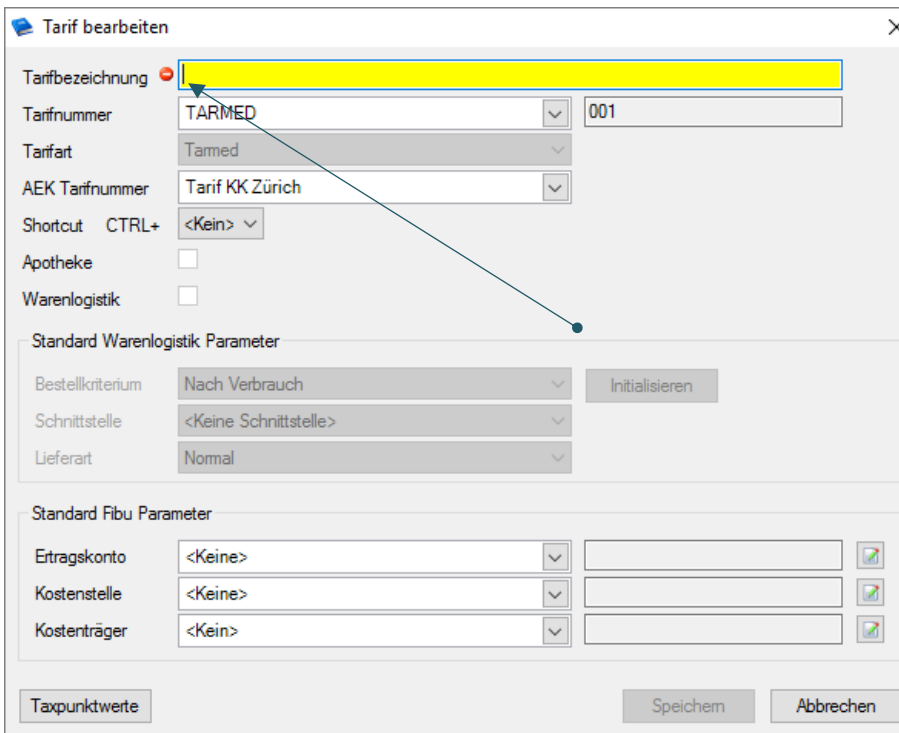 Tarif bearbeiten
Tarifbezeichnung
Tarifnummer TARMED 001
Tarifart Tarmed
AEK Tarifnummer Tarif KK Zürich
Shortcut CTRL+ <Kein>
Apotheke
Warenlogistik
Standard Warenlogistik Parameter
Bestellkriterium Nach Verbrauch Initialisieren
Schnittstelle <Keine Schnittstelle>
Lieferart Normal
Standard Fibu Parameter
Ertragskonto <Keine>
Kostenstelle <Keine>
Kostenträger <Kein>
Taxpunktwerte Speichern Abbrechen